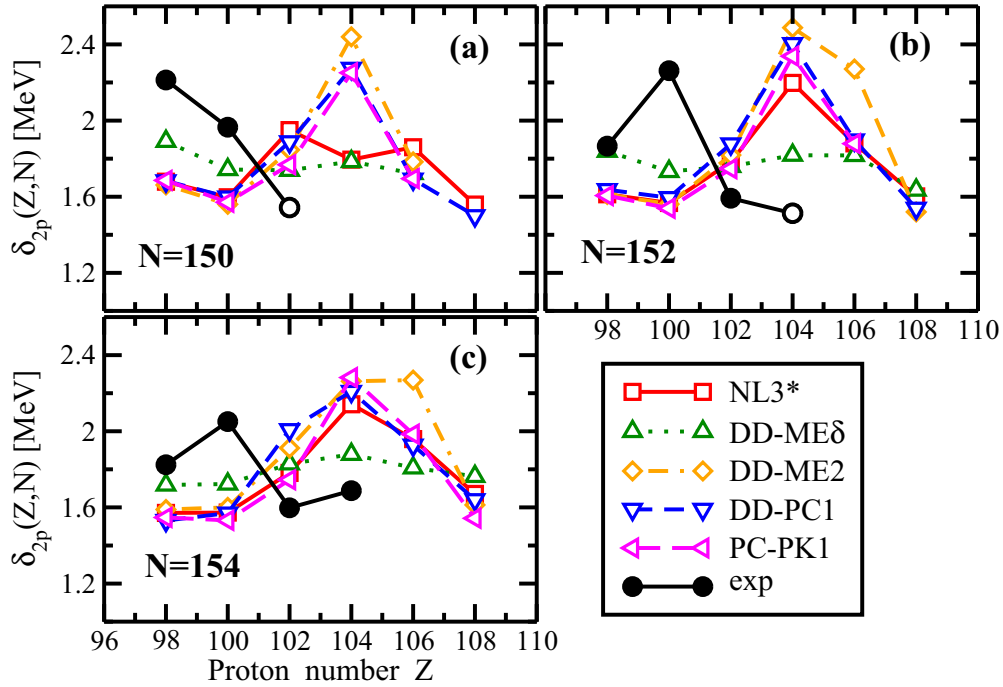 δ2p(Z,N) [MeV]
2.4
2
1.6
1.2
(a)
N=150
(b)
N=152
98 100 102 104 106 108 110
δ2p(Z,N) [MeV]
2.4
2
1.6
1.2
(c)
N=154
96 98 100 102 104 106 108 110
Proton number Z
NL3*
DD-MEδ
DD-ME2
DD-PC1
PC-PK1
exp